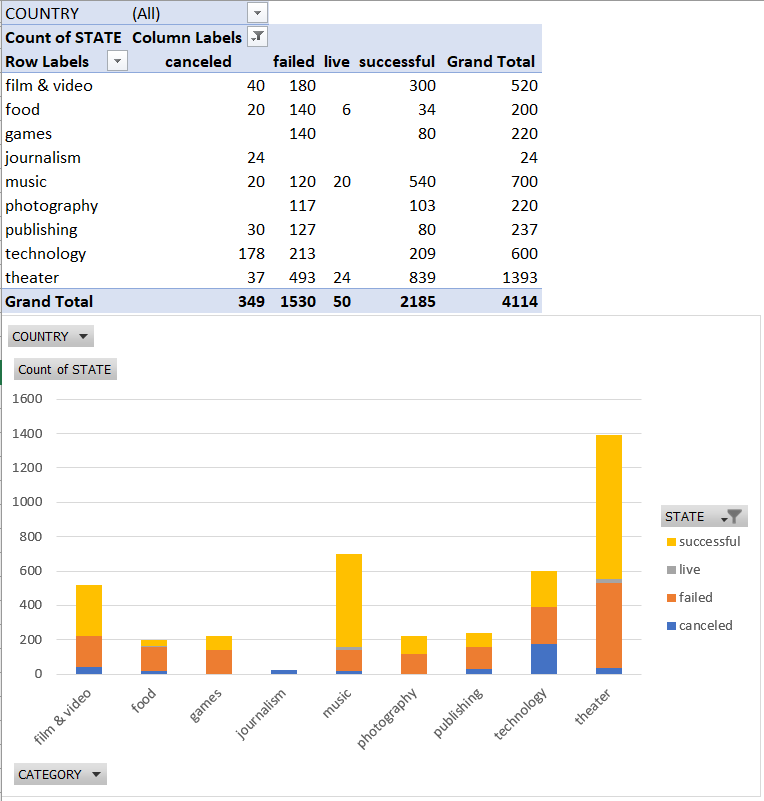 COUNTRY (All)
Count of STATE Column Labels
Row Labels canceled failed live successful Grand Total
film & video 40 180 300 520
food 20 140 6 34 200
games 140 80 220
journalism 24 24
music 20 120 20 540 700
photography 117 103 220
publishing 30 127 80 237
technology 178 213 209 600
theater 37 493 24 839 1393
Grand Total 349 1530 50 2185 4114
COUNTRY
Count of STATE
1600
1400
1200
1000
800
600
400
200
0
film & video
food
games
journalism
music
photography
publishing
technology
theater
STATE
successful
live
failed
canceled
CATEGORY